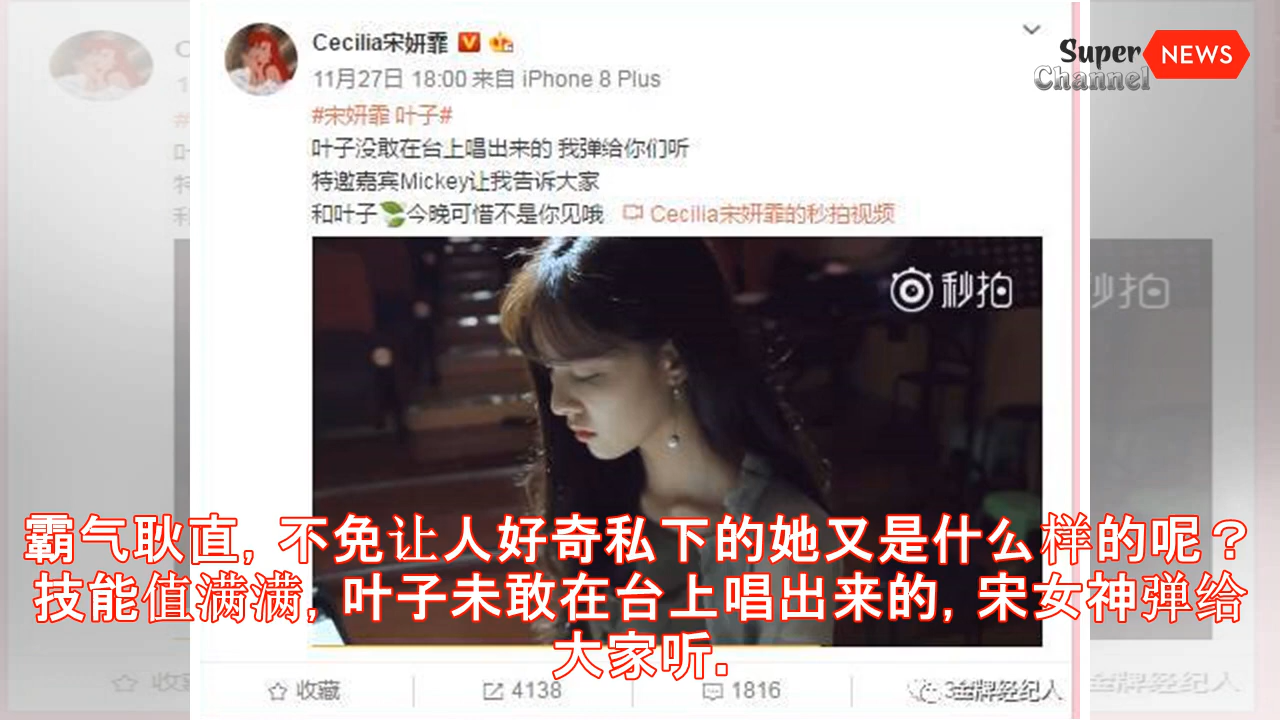 Super
Channel
NEWS
Cecilia宋妍霏
11月27日 18:00 来自 iPhone 8 Plus
#宋妍霏 叶子#
叶子没敢在台上唱出来的 我弹给你们听
特邀嘉宾Mickey让我告诉大家
和叶子🍃今晚可惜不是你见哦 Cecilia宋妍霏的秒拍视频
秒拍
秒拍
霸气耿直, 不免让人好奇私下的她又是什么样的呢？
技能值满满, 叶子未敢在台上唱出来的, 宋女神弹给
大家听.
收藏
4138
1816
金牌经纪人
金牌经纪人